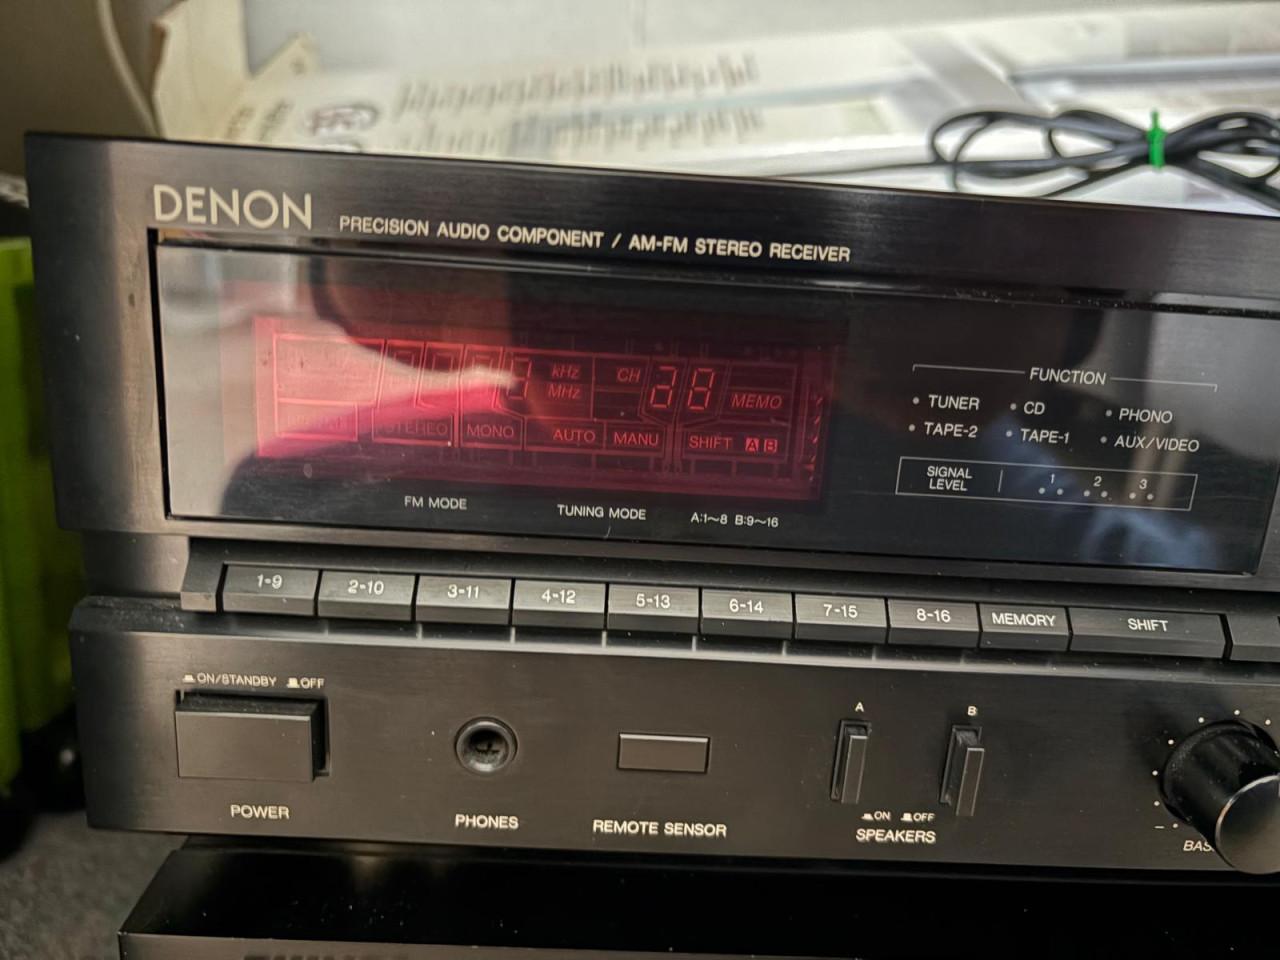 DENON PRECISION AUDIO COMPONENT / AM-FM STEREO RECEIVER
kHz CH
MHz MEMO
STEREO MONO AUTO MANU SHIFT A B
FM MODE TUNING MODE A:1~8 B:9~16
FUNCTION
TUNER CD PHONO
TAPE-2 TAPE-1 AUX/VIDEO
SIGNAL LEVEL 1 2 3
1-9 2-10 3-11 4-12 5-13 6-14 7-15 8-16 MEMORY SHIFT
ON/STANDBY OFF
POWER
PHONES
REMOTE SENSOR
A B
ON OFF
SPEAKERS